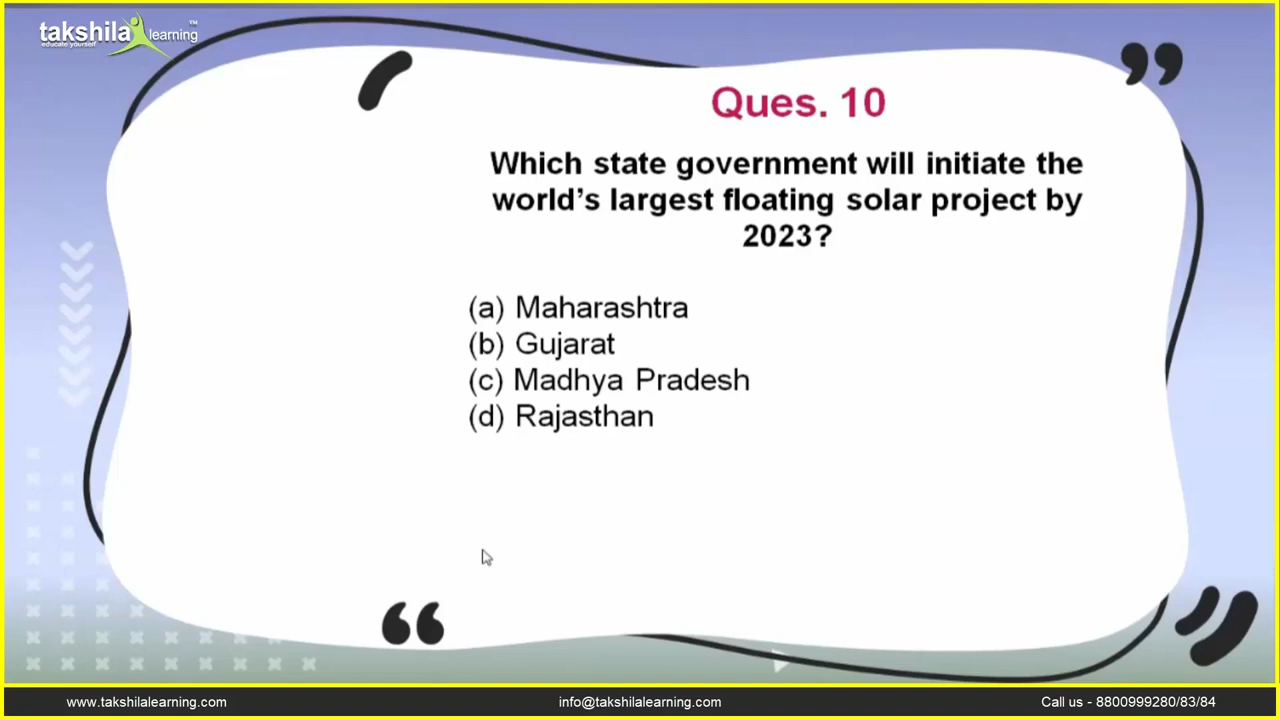 takshila learning™
educate yourself
Ques. 10
Which state government will initiate the
world’s largest floating solar project by
2023?
(a) Maharashtra
(b) Gujarat
(c) Madhya Pradesh
(d) Rajasthan
www.takshilalearning.com
info@takshilalearning.com
Call us - 8800999280/83/84